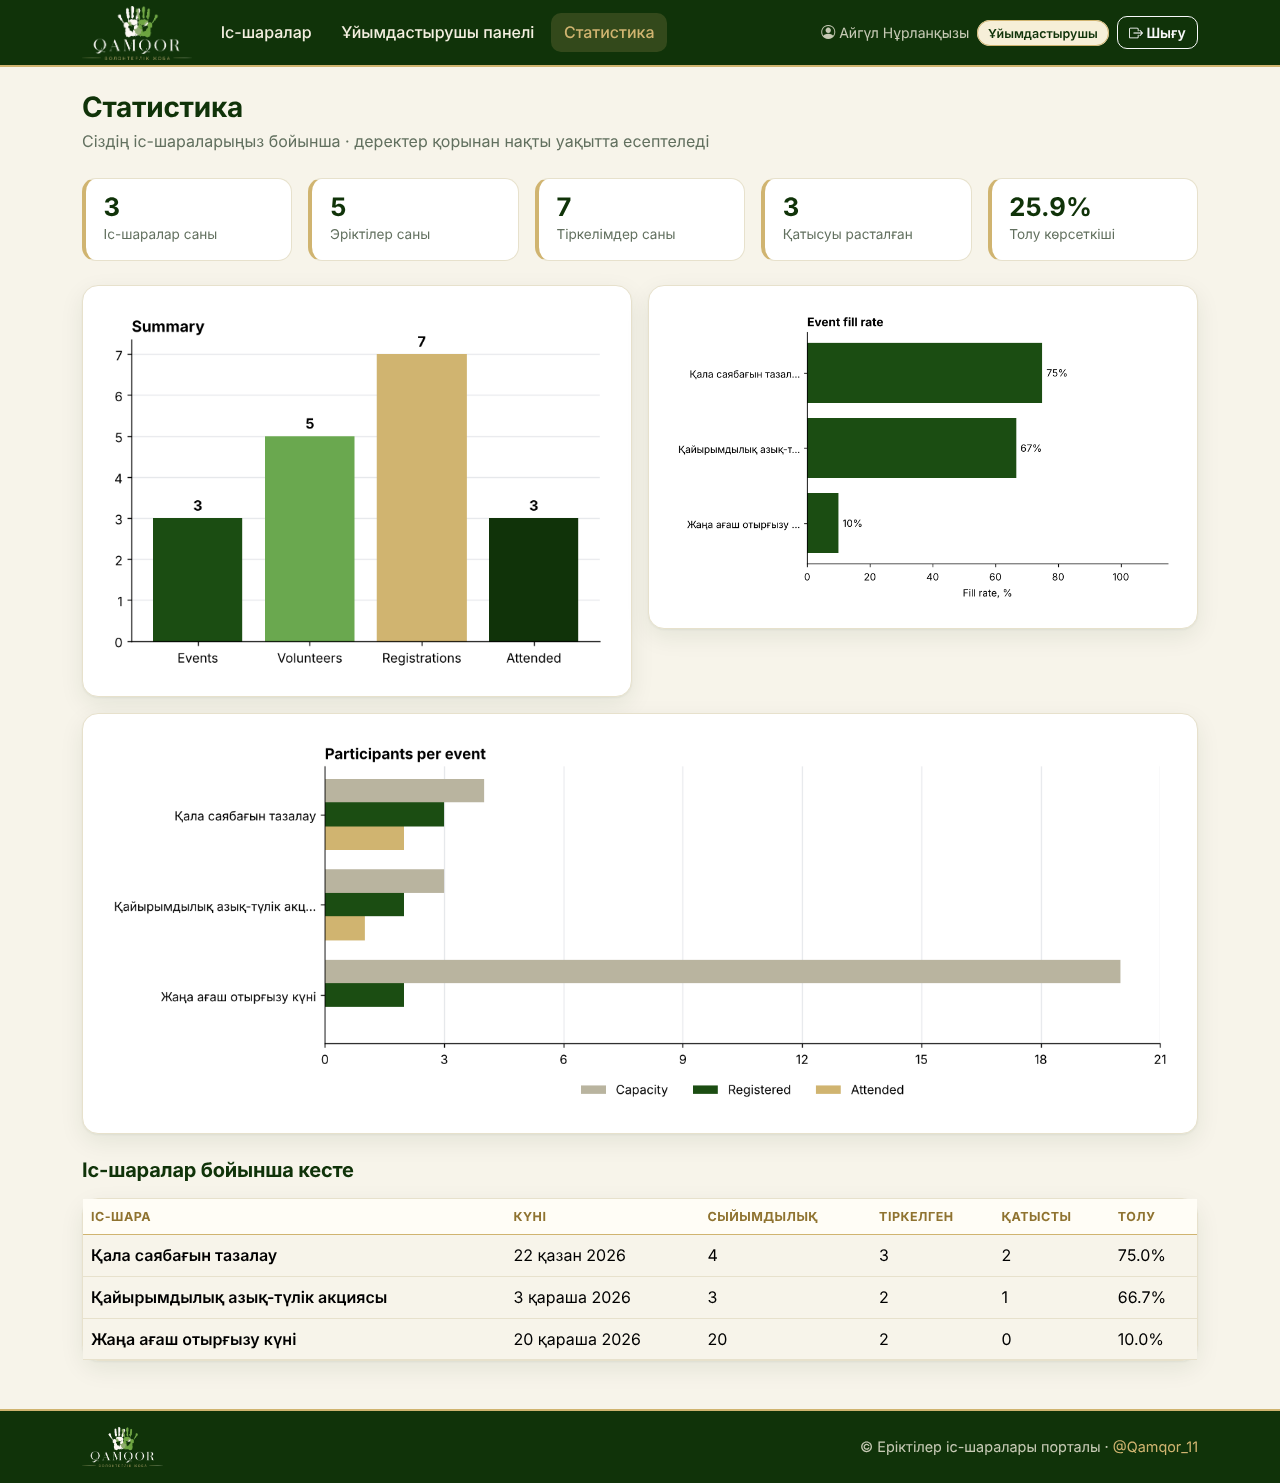 QAMQOR
Іс-шаралар
Ұйымдастырушы панелі
Статистика
Айгүл Нұрланқызы
Ұйымдастырушы
Шығу
Статистика
Сіздің іс-шараларыңыз бойынша · деректер қорынан нақты уақытта есептеледі
3
Іс-шаралар саны
5
Эріктілер саны
7
Тіркелімдер саны
3
Қатысуы расталған
25.9%
Толу көрсеткіші
Summary
7
6
5
4
3
2
1
0
3
5
7
3
Events
Volunteers
Registrations
Attended
Event fill rate
Қала саябағын тазал...
75%
Қайырымдылық азық-т...
67%
Жаңа ағаш отырғызу ...
10%
0 20 40 60 80 100
Fill rate, %
Participants per event
Қала саябағын тазалау
Қайырымдылық азық-түлік акц...
Жаңа ағаш отырғызу күні
0 3 6 9 12 15 18 21
Capacity Registered Attended
Іс-шаралар бойынша кесте
ІС-ШАРА КҮНІ СЫЙЫМДЫЛЫҚ ТІРКЕЛГЕН ҚАТЫСТЫ ТОЛУ
Қала саябағын тазалау 22 қазан 2026 4 3 2 75.0%
Қайырымдылық азық-түлік акциясы 3 қараша 2026 3 2 1 66.7%
Жаңа ағаш отырғызу күні 20 қараша 2026 20 2 0 10.0%
QAMQOR
© Еріктілер іс-шаралары порталы · @Qamqor_11